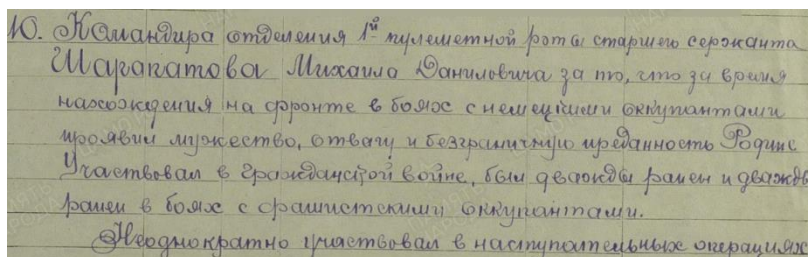 10. Командира отделения 1й пулеметной роты старшего сержанта
Шарапатова Михаила Даниловича за то, что за время
нахождения на фронте в боях с немецкими оккупантами
проявил мужество, отвагу и безграничную преданность Родине
Участвовал в гражданской войне, был дважды ранен и дважды
ранен в боях с фашистскими оккупантами.
Неоднократно участвовал в наступательных операциях